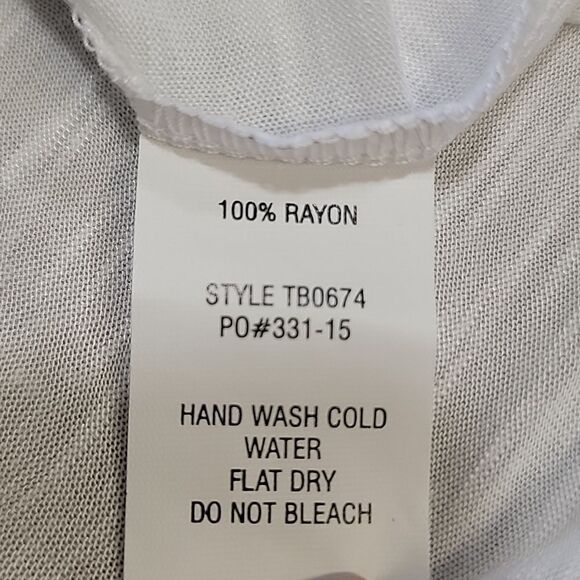 100% RAYON
STYLE TB0674
PO#331-15
HAND WASH COLD
WATER
FLAT DRY
DO NOT BLEACH